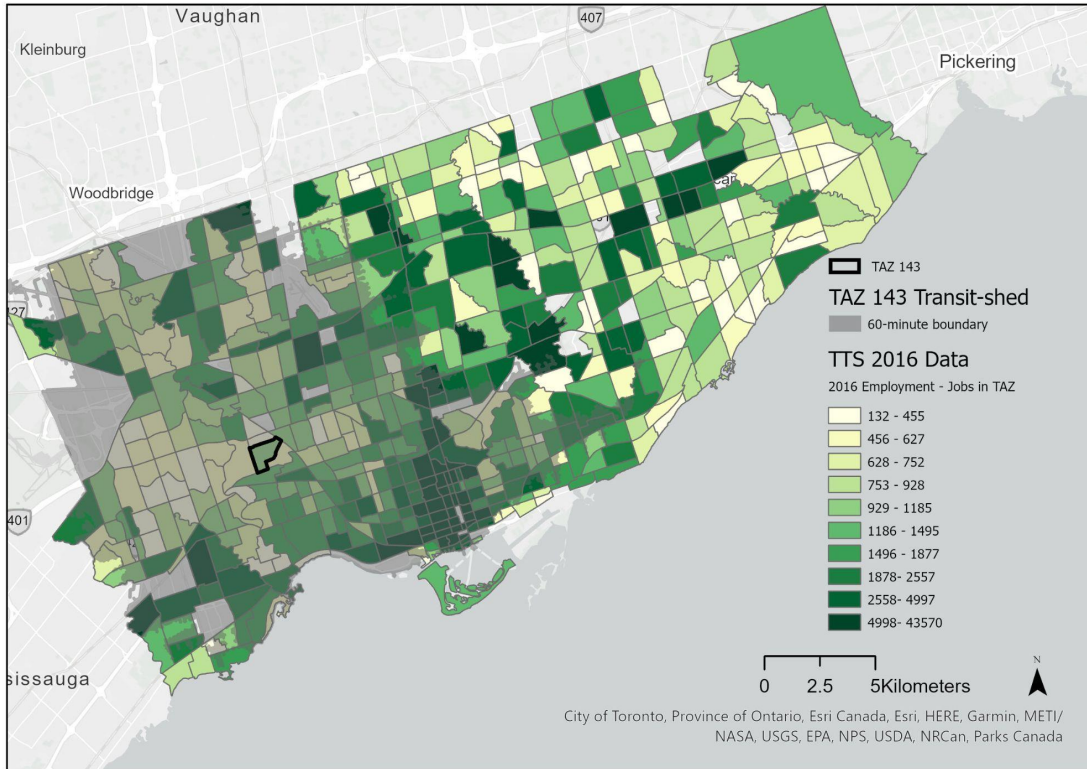 Vaughan
407
Kleinburg
Pickering
Woodbridge
401
ssissauga
TAZ 143
TAZ 143 Transit-shed
60-minute boundary
TTS 2016 Data
2016 Employment - Jobs in TAZ
132 - 455
456 - 627
628 - 752
753 - 928
929 - 1185
1186 - 1495
1496 - 1877
1878- 2557
2558 - 4997
4998- 43570
N
0 2.5 5Kilometers
City of Toronto, Province of Ontario, Esri Canada, Esri, HERE, Garmin, METI/
NASA, USGS, EPA, NPS, USDA, NRCan, Parks Canada